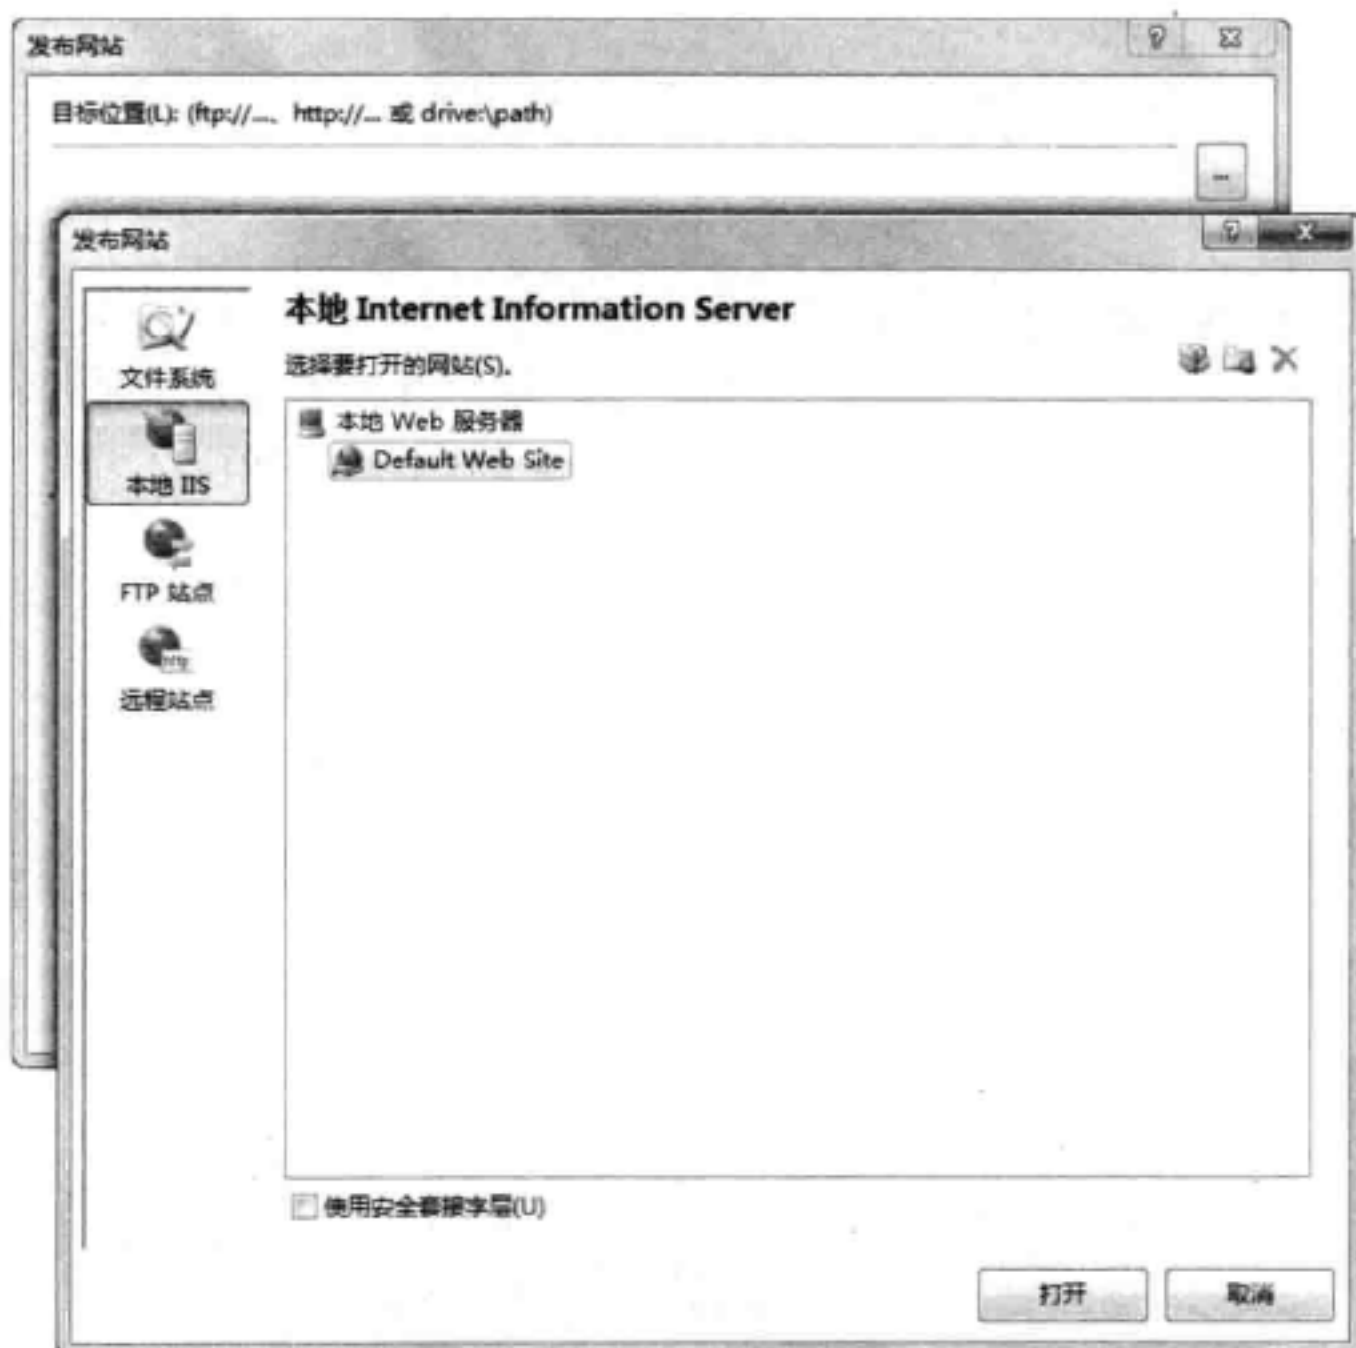 发布网站
目标位置(L): (ftp://...、http://... 或 drive:\path)
...
发布网站
本地 Internet Information Server
选择要打开的网站(S)。
文件系统
本地 Web 服务器
Default Web Site
本地 IIS
FTP 站点
http
远程站点
使用安全套接字层(U)
打开
取消